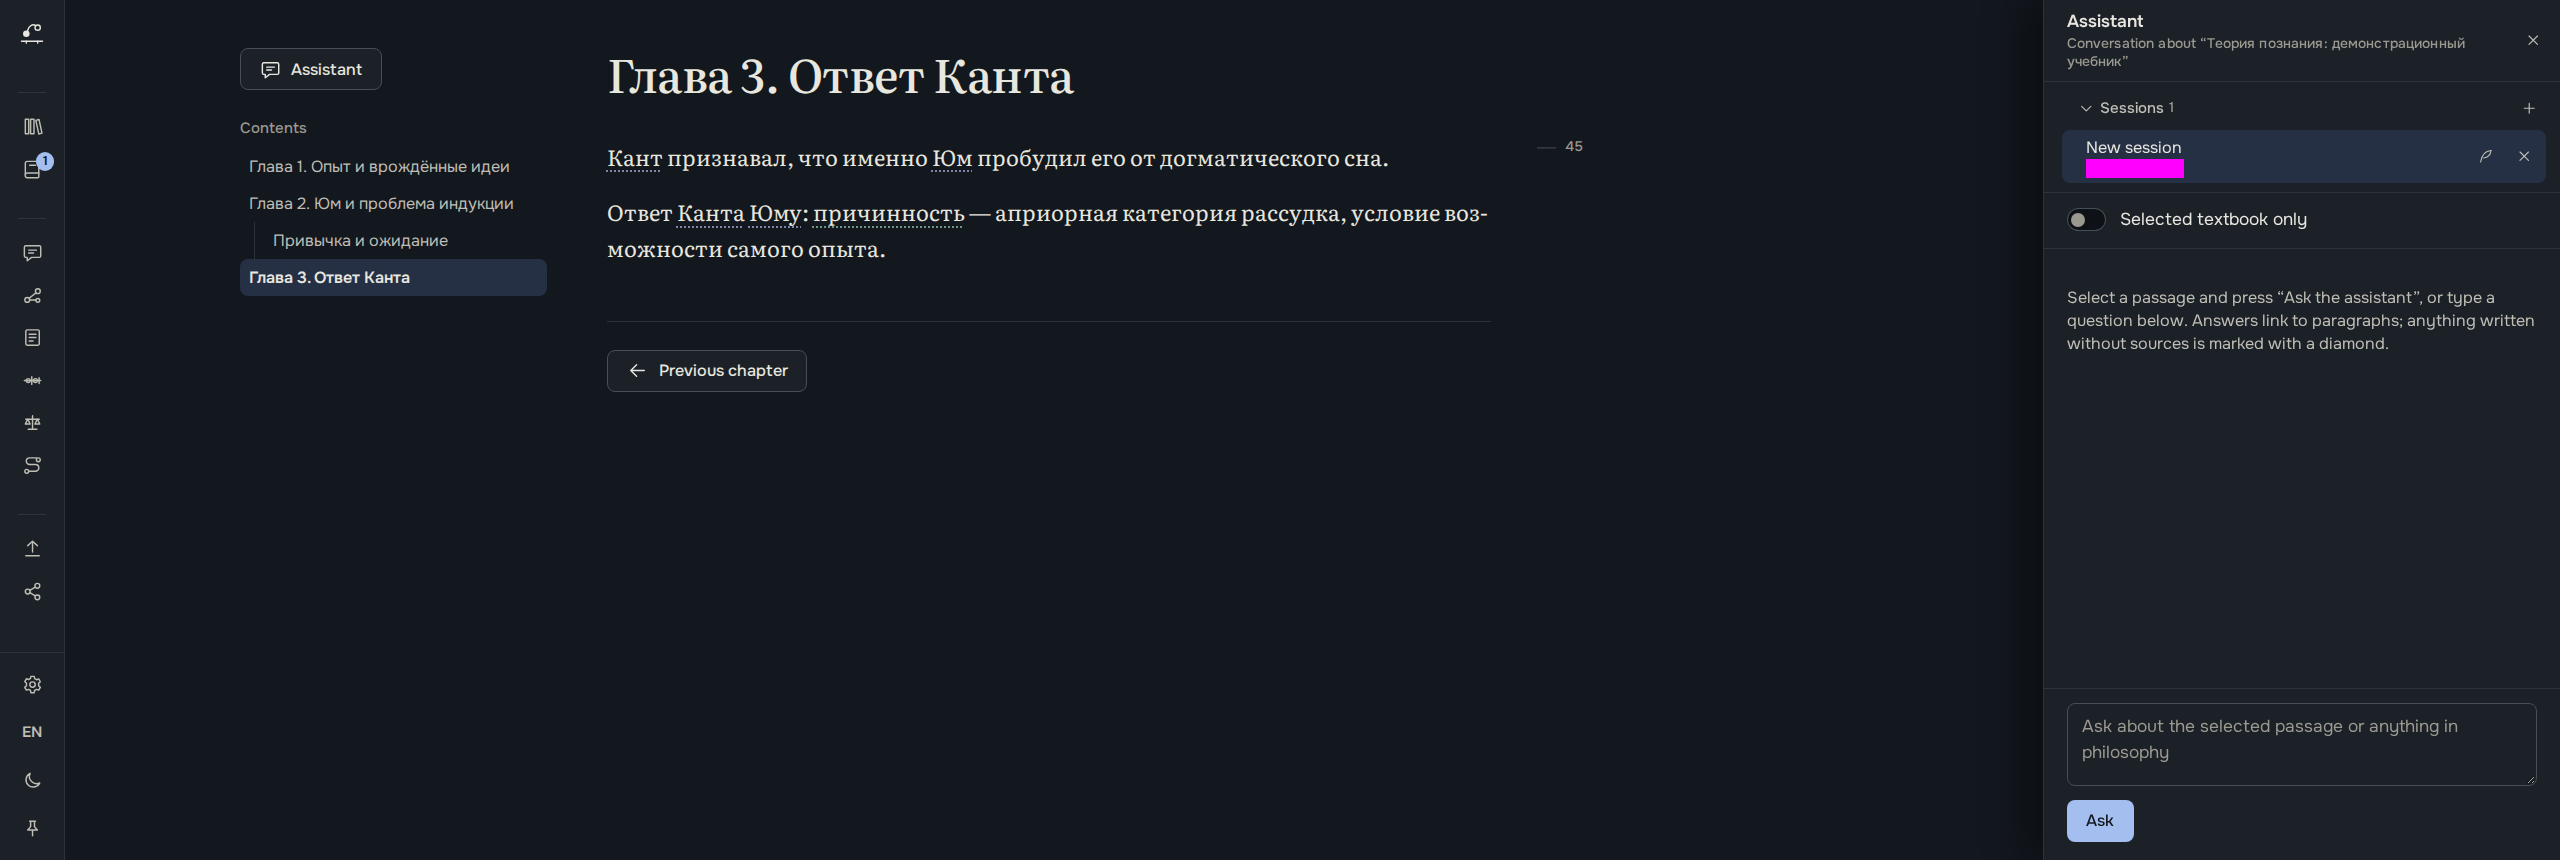 1
EN
Assistant
Contents
Глава 1. Опыт и врождённые идеи
Глава 2. Юм и проблема индукции
Привычка и ожидание
Глава 3. Ответ Канта
Глава 3. Ответ Канта
Кант признавал, что именно Юм пробудил его от догматического сна.
45
Ответ Канта Юму: причинность — априорная категория рассудка, условие воз-
можности самого опыта.
Previous chapter
Assistant
Conversation about “Теория познания: демонстрационный
учебник”
Sessions 1
New session
Selected textbook only
Select a passage and press “Ask the assistant”, or type a
question below. Answers link to paragraphs; anything written
without sources is marked with a diamond.
Ask about the selected passage or anything in
philosophy
Ask